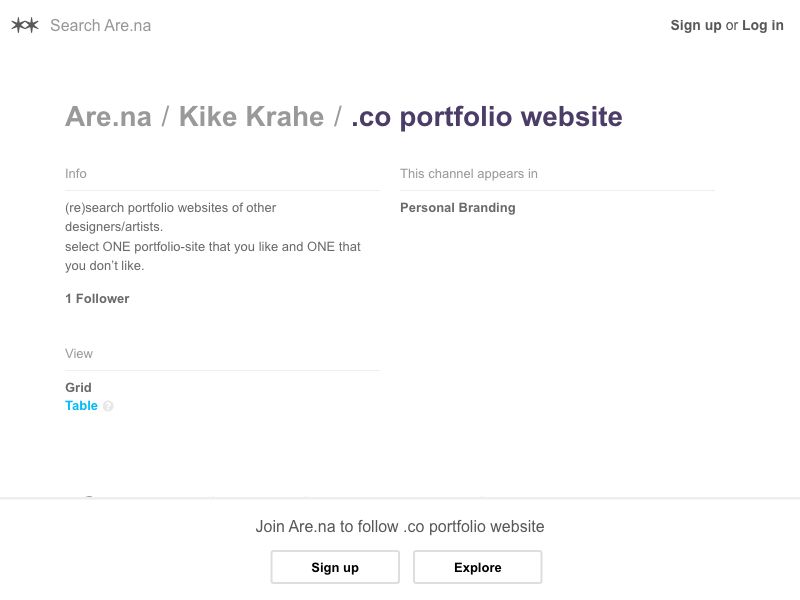 Search Are.na
Sign up or Log in
Are.na / Kike Krahe / .co portfolio website
Info
(re)search portfolio websites of other
designers/artists.
select ONE portfolio-site that you like and ONE that
you don’t like.
1 Follower
This channel appears in
Personal Branding
View
Grid
Table ?
Join Are.na to follow .co portfolio website
Sign up
Explore